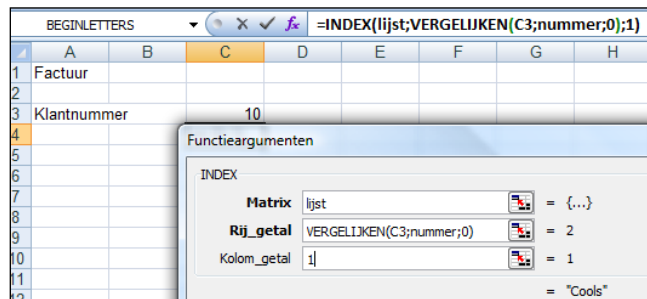 BEGINLETTERS =INDEX(lijst;VERGELIJKEN(C3;nummer;0);1)
A B C D E F G H
1 Factuur
2
3 Klantnummer 10
4
Functieargumenten
5
6 INDEX
7 Matrix lijst = {...}
8
9 Rij_getal VERGELIJKEN(C3;nummer;0) = 2
10 Kolom_getal 1 = 1
11
12 = "Cools"